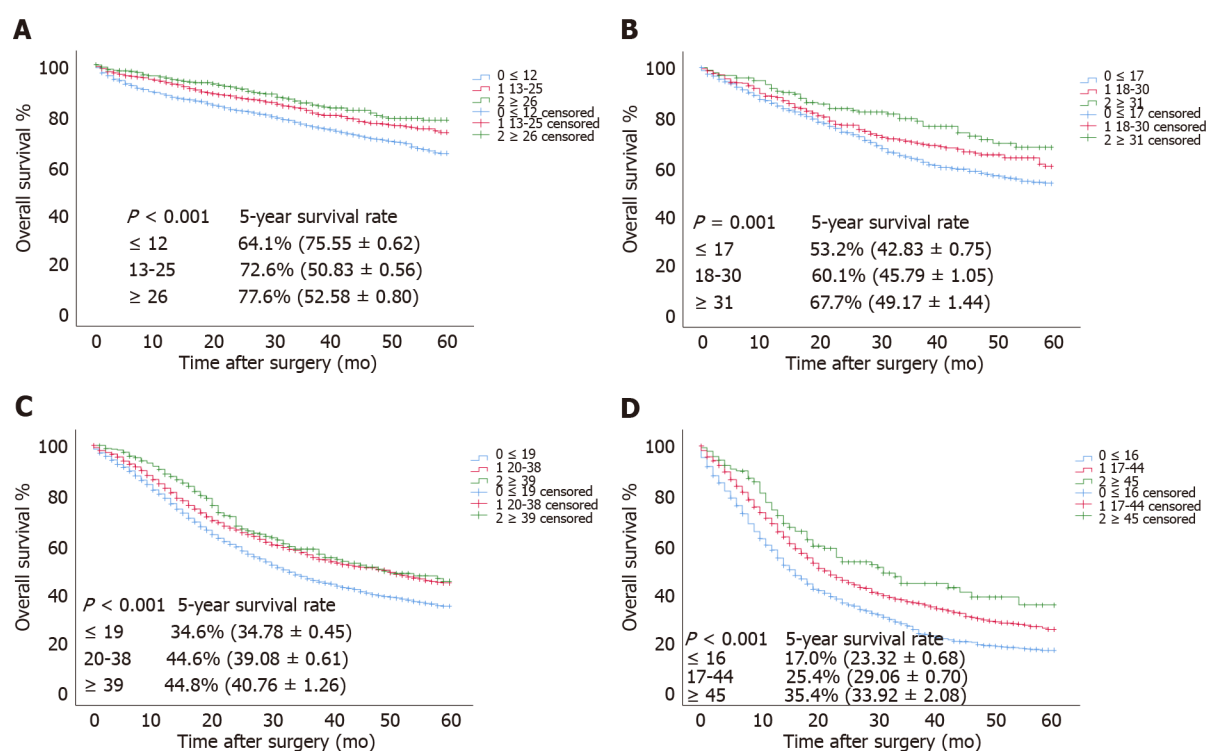 A
Overall survival %
100
80
60
40
20
0
0 ≤ 12
1 13-25
2 ≥ 26
0 ≤ 12 censored
1 13-25 censored
2 ≥ 26 censored
P < 0.001 5-year survival rate
≤ 12 64.1% (75.55 ± 0.62)
13-25 72.6% (50.83 ± 0.56)
≥ 26 77.6% (52.58 ± 0.80)
0 10 20 30 40 50 60
Time after surgery (mo)
B
Overall survival %
100
80
60
40
20
0
0 ≤ 17
1 18-30
2 ≥ 31
0 ≤ 17 censored
1 18-30 censored
2 ≥ 31 censored
P = 0.001 5-year survival rate
≤ 17 53.2% (42.83 ± 0.75)
18-30 60.1% (45.79 ± 1.05)
≥ 31 67.7% (49.17 ± 1.44)
0 10 20 30 40 50 60
Time after surgery (mo)
C
Overall survival %
100
80
60
40
20
0
0 ≤ 19
1 20-38
2 ≥ 39
0 ≤ 19 censored
1 20-38 censored
2 ≥ 39 censored
P < 0.001 5-year survival rate
≤ 19 34.6% (34.78 ± 0.45)
20-38 44.6% (39.08 ± 0.61)
≥ 39 44.8% (40.76 ± 1.26)
0 10 20 30 40 50 60
Time after surgery (mo)
D
Overall survival %
100
80
60
40
20
0
0 ≤ 16
1 17-44
2 ≥ 45
0 ≤ 16 censored
1 17-44 censored
2 ≥ 45 censored
P < 0.001 5-year survival rate
≤ 16 17.0% (23.32 ± 0.68)
17-44 25.4% (29.06 ± 0.70)
≥ 45 35.4% (33.92 ± 2.08)
0 10 20 30 40 50 60
Time after surgery (mo)